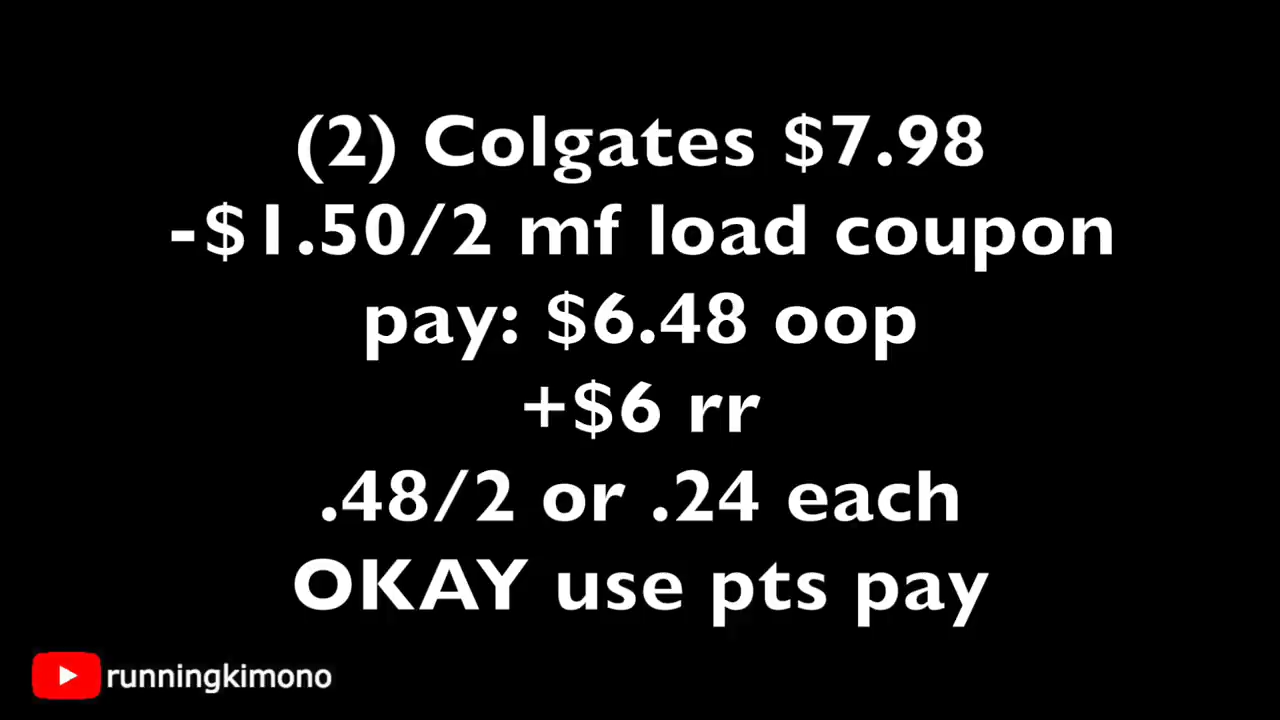 (2) Colgates $7.98
-$1.50/2 mf load coupon
pay: $6.48 oop
+$6 rr
.48/2 or .24 each
OKAY use pts pay
runningkimono